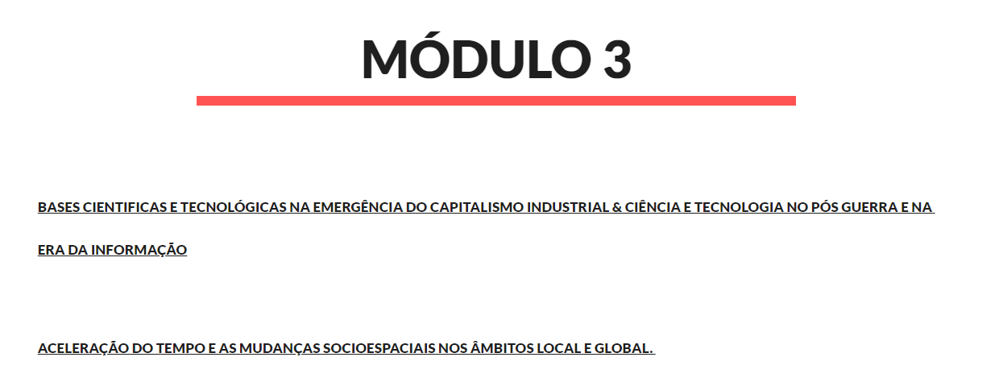 MÓDULO 3
BASES CIENTIFICAS E TECNOLÓGICAS NA EMERGÊNCIA DO CAPITALISMO INDUSTRIAL & CIÊNCIA E TECNOLOGIA NO PÓS GUERRA E NA
ERA DA INFORMAÇÃO
ACELERAÇÃO DO TEMPO E AS MUDANÇAS SOCIOESPACIAIS NOS ÂMBITOS LOCAL E GLOBAL.